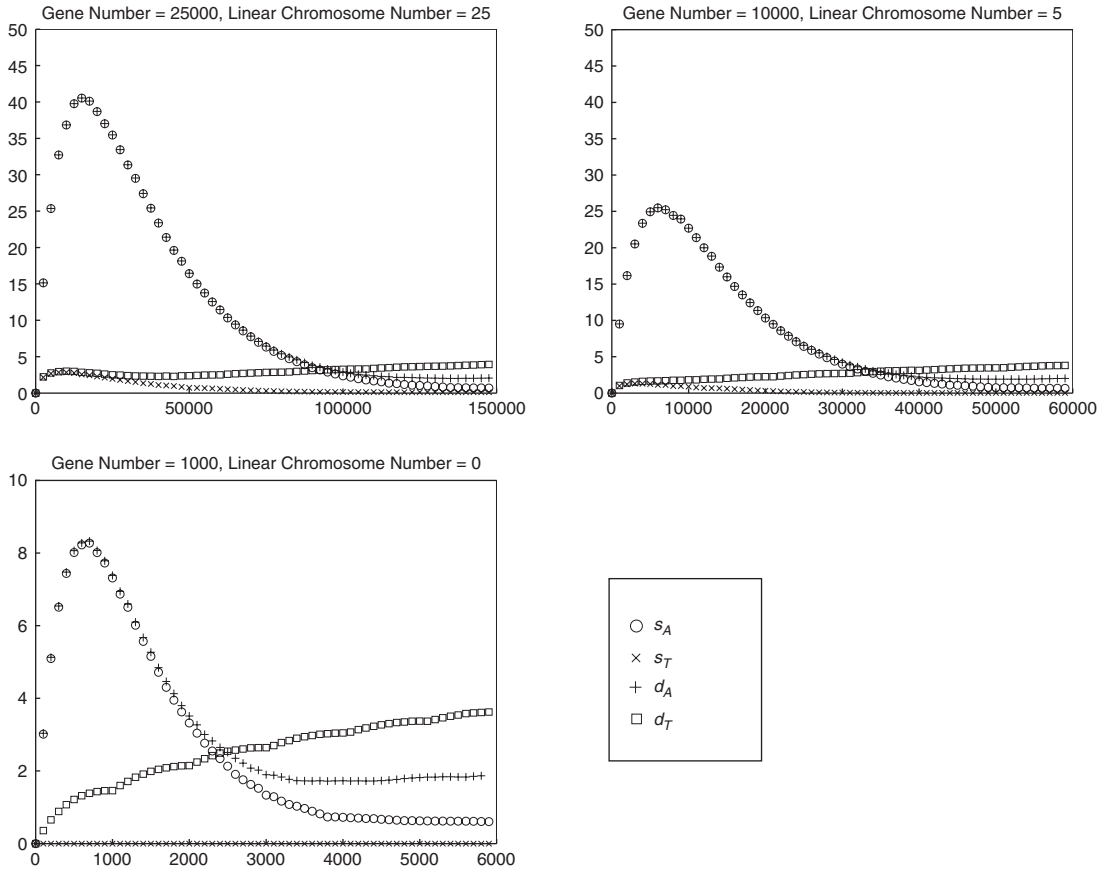 Gene Number = 25000, Linear Chromosome Number = 25
50
45
40
35
30
25
20
15
10
5
0
0 50000 100000 150000
Gene Number = 10000, Linear Chromosome Number = 5
50
45
40
35
30
25
20
15
10
5
0
0 10000 20000 30000 40000 50000 60000
Gene Number = 1000, Linear Chromosome Number = 0
10
8
6
4
2
0
0 1000 2000 3000 4000 5000 6000
s_A
s_T
d_A
d_T